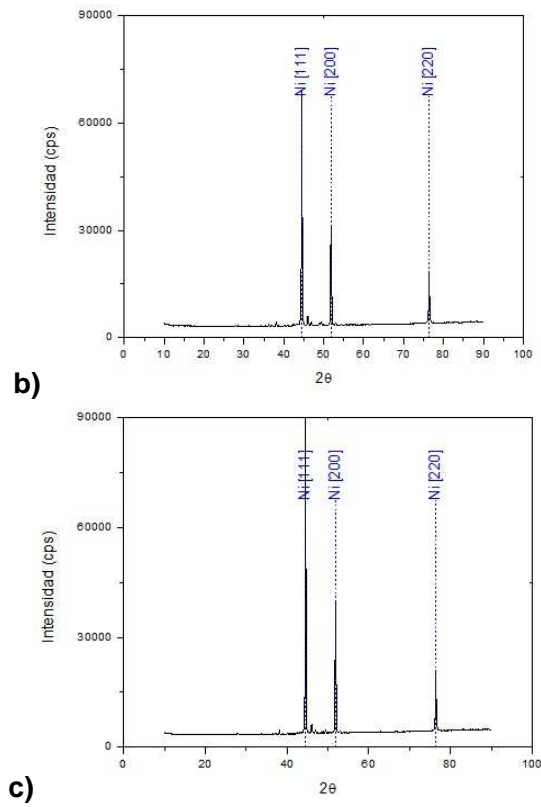 90000
60000
30000
0
Intensidad (cps)
Ni [111]
Ni [200]
Ni [220]
0 10 20 30 40 50 60 70 80 90 100
2θ
b)
90000
60000
30000
0
Intensidad (cps)
Ni [111]
Ni [200]
Ni [220]
0 20 40 60 80 100
2θ
c)